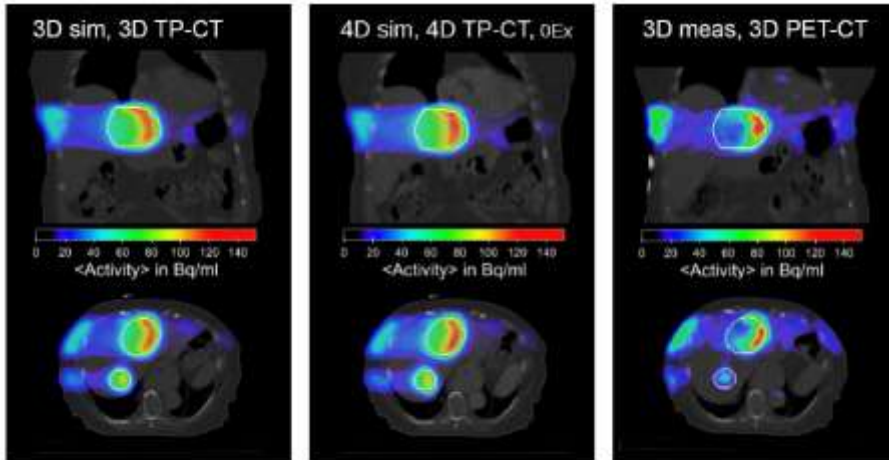 3D sim, 3D TP-CT
0 20 40 60 80 100 120 140
<Activity> in Bq/ml
4D sim, 4D TP-CT, 0Ex
0 20 40 60 80 100 120 140
<Activity> in Bq/ml
3D meas, 3D PET-CT
0 20 40 60 80 100 120 140
<Activity> in Bq/ml